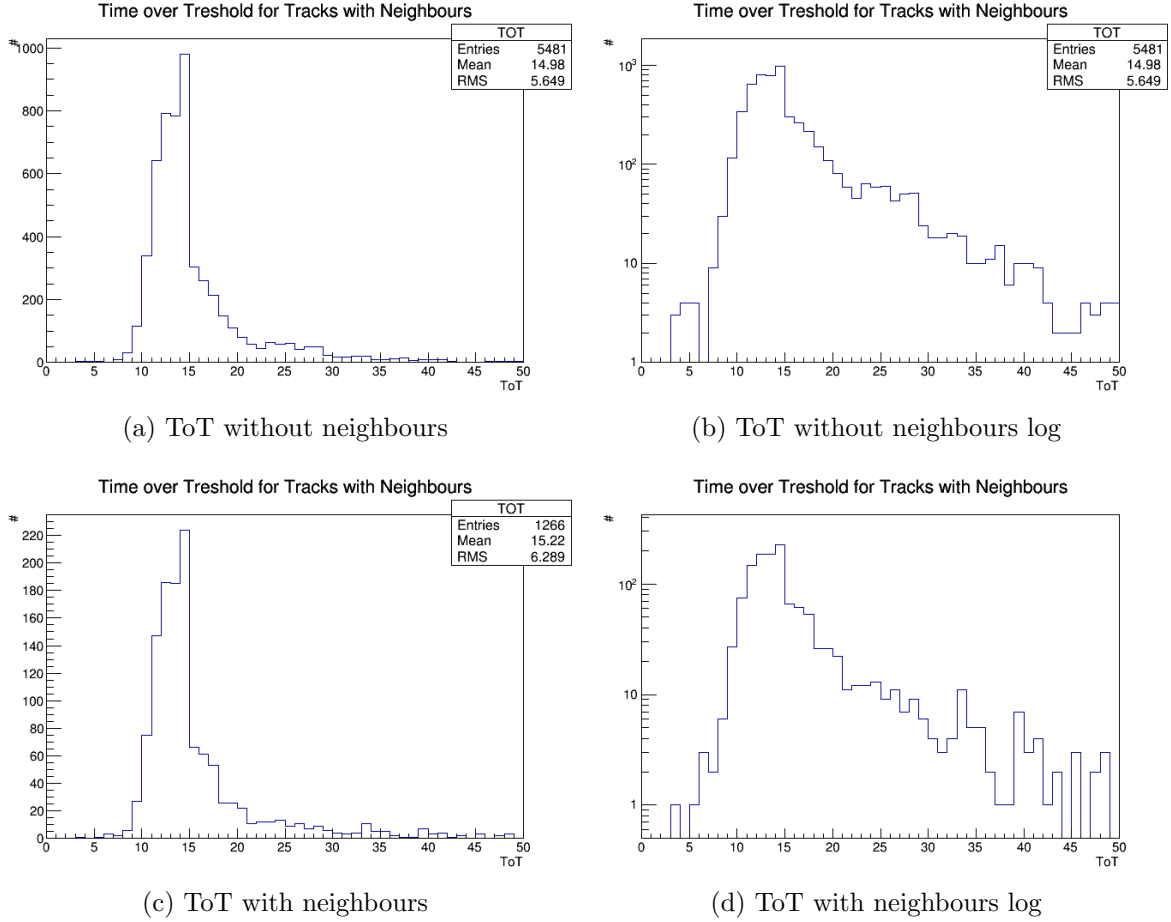 Time over Treshold for Tracks with Neighbours
#
TOT
Entries 5481
Mean 14.98
RMS 5.649
1000
800
600
400
200
0
0 5 10 15 20 25 30 35 40 45 50
ToT
(a) ToT without neighbours
Time over Treshold for Tracks with Neighbours
#
TOT
Entries 5481
Mean 14.98
RMS 5.649
10³
10²
10
1
0 5 10 15 20 25 30 35 40 45 50
ToT
(b) ToT without neighbours log
Time over Treshold for Tracks with Neighbours
#
TOT
Entries 1266
Mean 15.22
RMS 6.289
220
200
180
160
140
120
100
80
60
40
20
0
0 5 10 15 20 25 30 35 40 45 50
ToT
(c) ToT with neighbours
Time over Treshold for Tracks with Neighbours
#
10²
10
1
0 5 10 15 20 25 30 35 40 45 50
ToT
(d) ToT with neighbours log